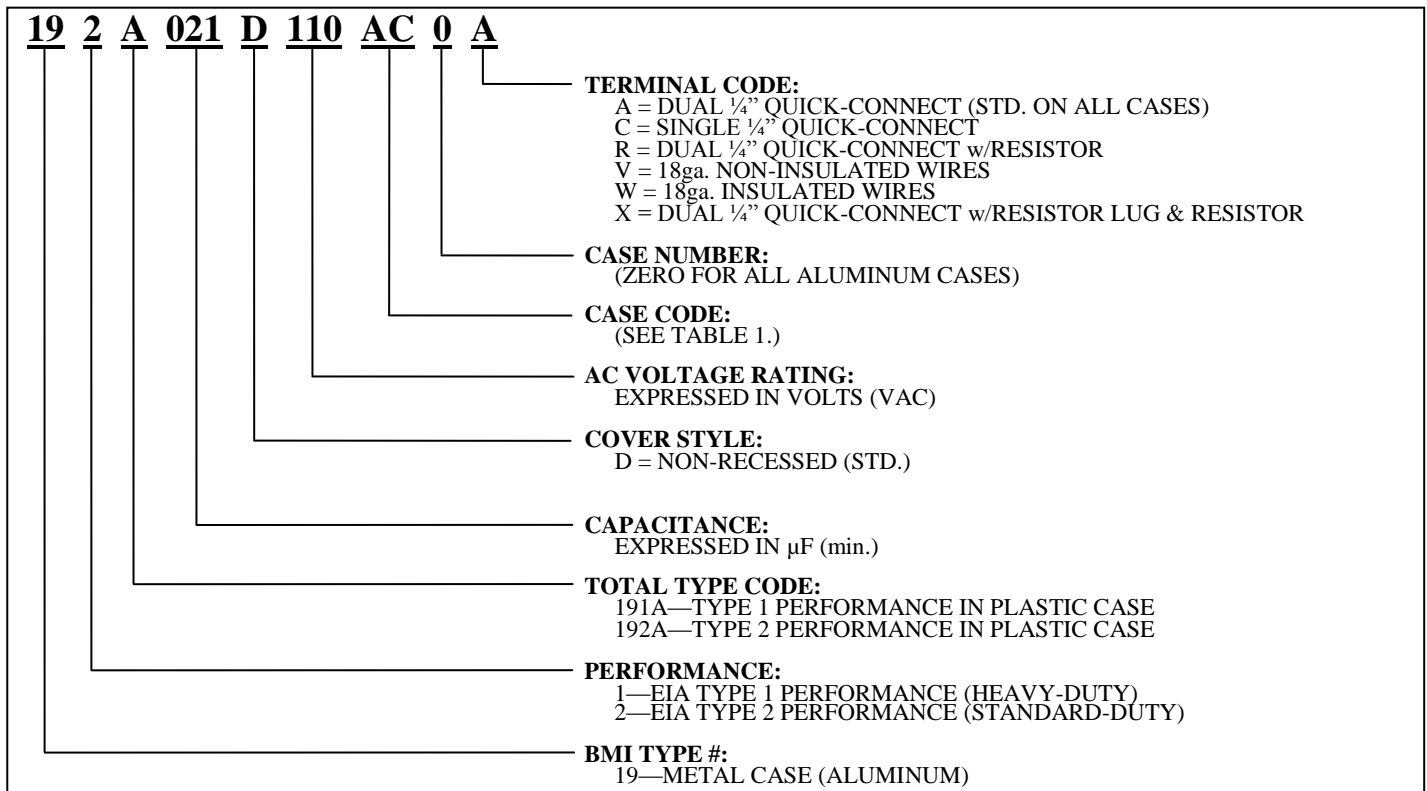 19 2 A 021 D 110 AC 0 A
TERMINAL CODE:
A = DUAL ¼” QUICK-CONNECT (STD. ON ALL CASES)
C = SINGLE ¼” QUICK-CONNECT
R = DUAL ¼” QUICK-CONNECT w/RESISTOR
V = 18ga. NON-INSULATED WIRES
W = 18ga. INSULATED WIRES
X = DUAL ¼” QUICK-CONNECT w/RESISTOR LUG & RESISTOR
CASE NUMBER:
(ZERO FOR ALL ALUMINUM CASES)
CASE CODE:
(SEE TABLE 1.)
AC VOLTAGE RATING:
EXPRESSED IN VOLTS (VAC)
COVER STYLE:
D = NON-RECESSED (STD.)
CAPACITANCE:
EXPRESSED IN µF (min.)
TOTAL TYPE CODE:
191A—TYPE 1 PERFORMANCE IN PLASTIC CASE
192A—TYPE 2 PERFORMANCE IN PLASTIC CASE
PERFORMANCE:
1—EIA TYPE 1 PERFORMANCE (HEAVY-DUTY)
2—EIA TYPE 2 PERFORMANCE (STANDARD-DUTY)
BMI TYPE #:
19—METAL CASE (ALUMINUM)